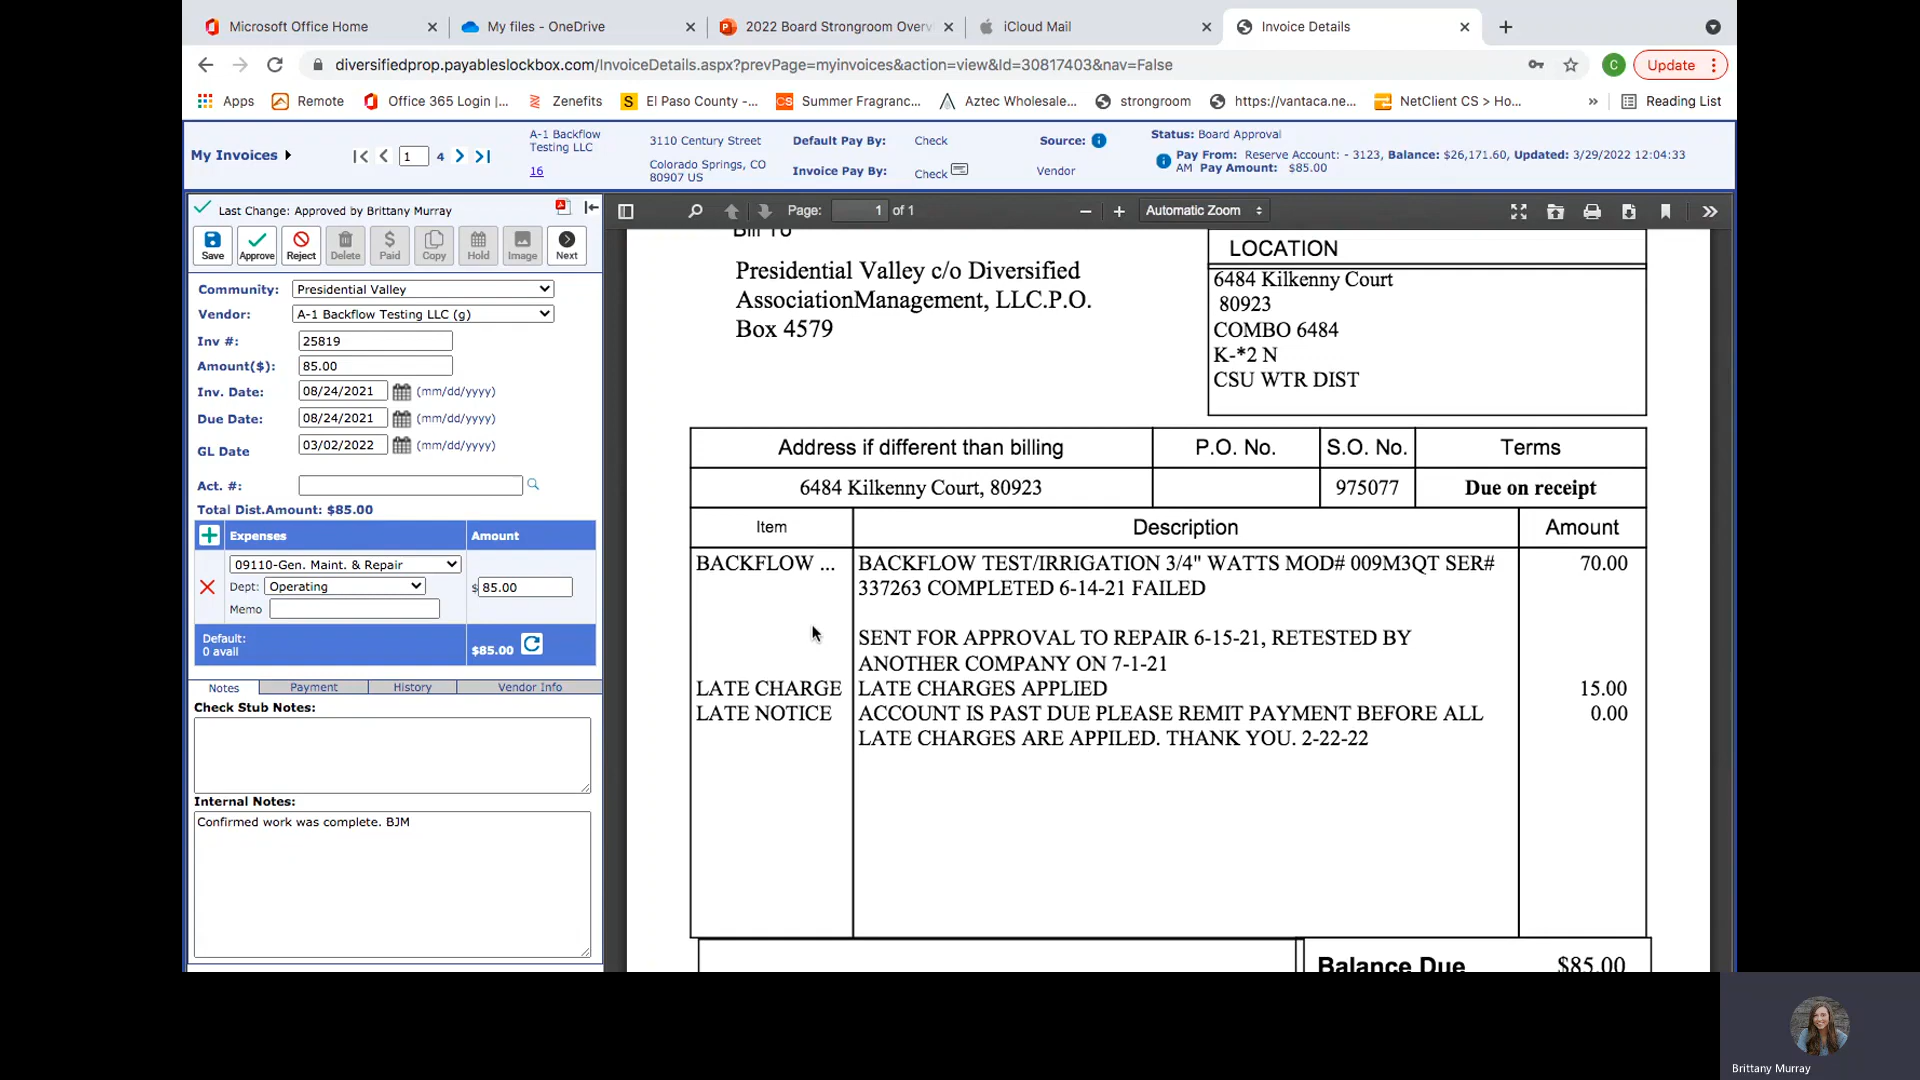 Microsoft Office Home
My files - OneDrive
2022 Board Strongroom Overv
iCloud Mail
Invoice Details
diversifiedprop.payableslockbox.com/InvoiceDetails.aspx?prevPage=myinvoices&action=view&Id=30817403&nav=False
C
Update
Apps
Remote
Office 365 Login |...
Zenefits
S El Paso County -...
CS Summer Fragranc...
Aztec Wholesale...
strongroom
https://vantaca.ne...
NetClient CS > Ho...
»
Reading List
My Invoices
1
4
A-1 Backflow
Testing LLC
16
3110 Century Street
Colorado Springs, CO
80907 US
Default Pay By: Check
Invoice Pay By: Check
Source:
Vendor
Status: Board Approval
Pay From: Reserve Account: - 3123, Balance: $26,171.60, Updated: 3/29/2022 12:04:33
AM Pay Amount: $85.00
Last Change: Approved by Brittany Murray
Save
Approve
Reject
Delete
Paid
Copy
Hold
Image
Next
Community: Presidential Valley
Vendor: A-1 Backflow Testing LLC (g)
Inv #: 25819
Amount($): 85.00
Inv. Date: 08/24/2021 (mm/dd/yyyy)
Due Date: 08/24/2021 (mm/dd/yyyy)
GL Date 03/02/2022 (mm/dd/yyyy)
Act. #:
Total Dist.Amount: $85.00
Expenses Amount
09110-Gen. Maint. & Repair
Dept: Operating $ 85.00
Memo
Default:
0 avail
$85.00
Notes
Payment
History
Vendor Info
Check Stub Notes:
Internal Notes:
Confirmed work was complete. BJM
Page: 1 of 1
Automatic Zoom
Bill To
Presidential Valley c/o Diversified
AssociationManagement, LLC.P.O.
Box 4579
LOCATION
6484 Kilkenny Court
80923
COMBO 6484
K-*2 N
CSU WTR DIST
Address if different than billing P.O. No. S.O. No. Terms
6484 Kilkenny Court, 80923 975077 Due on receipt
Item Description Amount
BACKFLOW ... BACKFLOW TEST/IRRIGATION 3/4" WATTS MOD# 009M3QT SER# 70.00
337263 COMPLETED 6-14-21 FAILED
SENT FOR APPROVAL TO REPAIR 6-15-21, RETESTED BY
ANOTHER COMPANY ON 7-1-21
LATE CHARGE LATE CHARGES APPLIED 15.00
LATE NOTICE ACCOUNT IS PAST DUE PLEASE REMIT PAYMENT BEFORE ALL 0.00
LATE CHARGES ARE APPILED. THANK YOU. 2-22-22
Balance Due $85.00
Brittany Murray